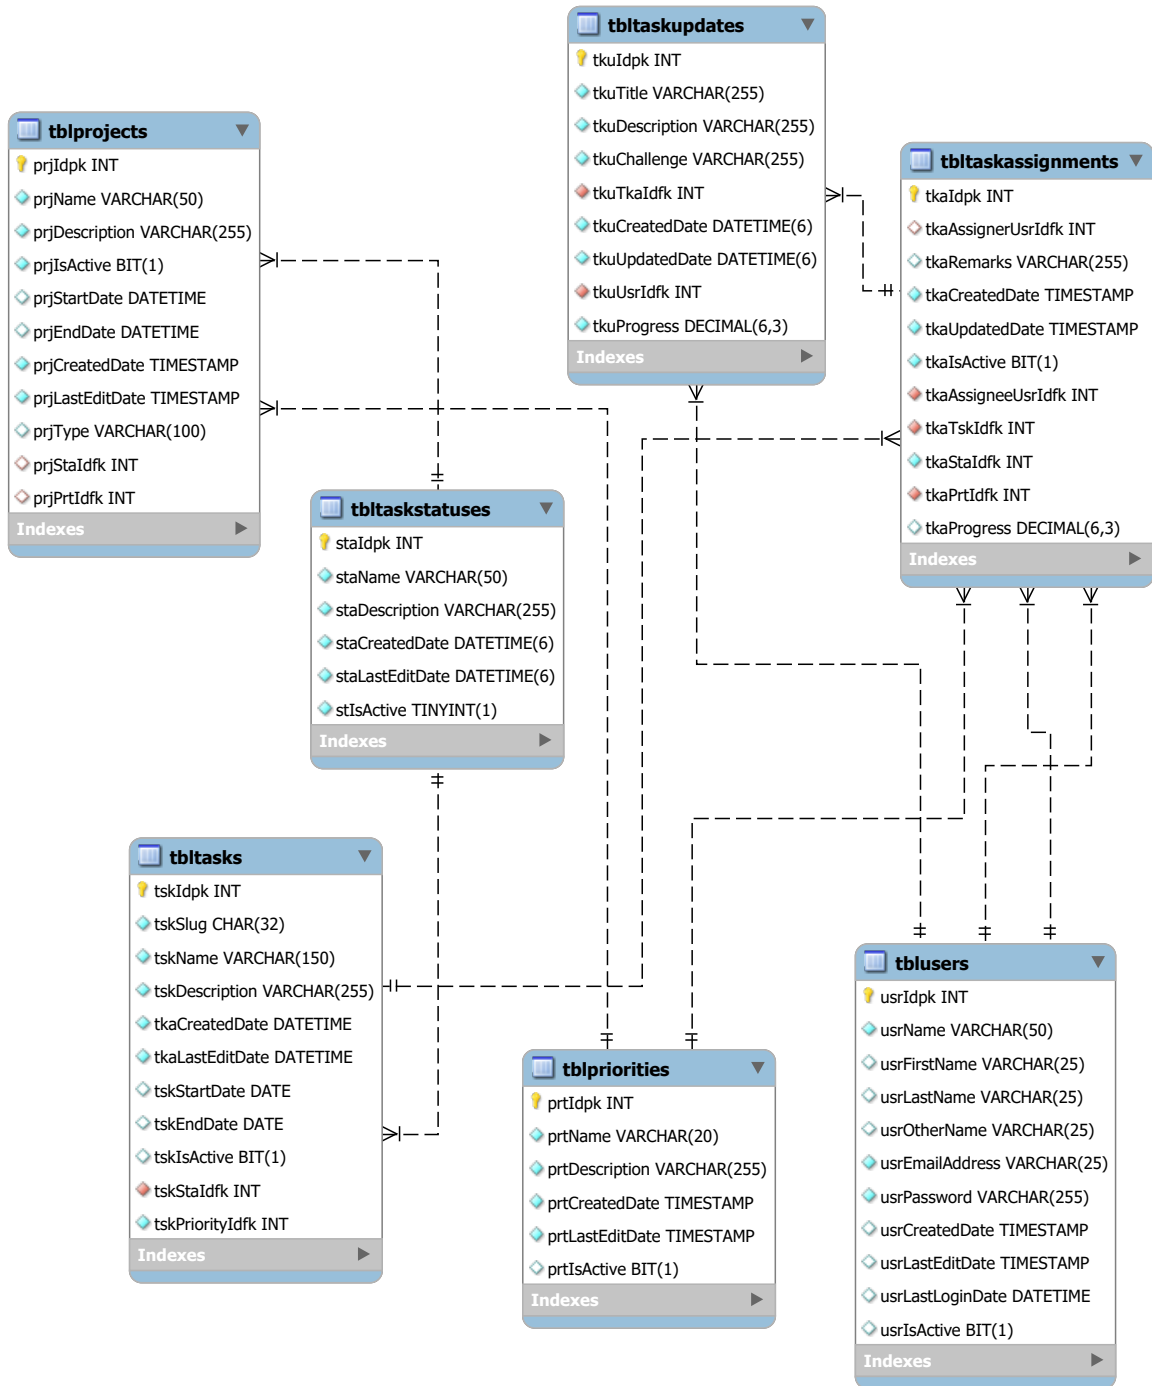 tbltaskupdates
tkuIdpk INT
tkuTitle VARCHAR(255)
tkuDescription VARCHAR(255)
tkuChallenge VARCHAR(255)
tkuTkaIdfk INT
tkuCreatedDate DATETIME(6)
tkuUpdatedDate DATETIME(6)
tkuUsrIdfk INT
tkuProgress DECIMAL(6,3)
Indexes
tblprojects
prjIdpk INT
prjName VARCHAR(50)
prjDescription VARCHAR(255)
prjIsActive BIT(1)
prjStartDate DATETIME
prjEndDate DATETIME
prjCreatedDate TIMESTAMP
prjLastEditDate TIMESTAMP
prjType VARCHAR(100)
prjStaIdfk INT
prjPrtIdfk INT
Indexes
tbltaskassignments
tkaIdpk INT
tkaAssignerUsrIdfk INT
tkaRemarks VARCHAR(255)
tkaCreatedDate TIMESTAMP
tkaUpdatedDate TIMESTAMP
tkaIsActive BIT(1)
tkaAssigneeUsrIdfk INT
tkaTskIdfk INT
tkaStaIdfk INT
tkaPrtIdfk INT
tkaProgress DECIMAL(6,3)
Indexes
tbltaskstatuses
staIdpk INT
staName VARCHAR(50)
staDescription VARCHAR(255)
staCreatedDate DATETIME(6)
staLastEditDate DATETIME(6)
stIsActive TINYINT(1)
Indexes
tbltasks
tskIdpk INT
tskSlug CHAR(32)
tskName VARCHAR(150)
tskDescription VARCHAR(255)
tkaCreatedDate DATETIME
tkaLastEditDate DATETIME
tskStartDate DATE
tskEndDate DATE
tskIsActive BIT(1)
tskStaIdfk INT
tskPriorityIdfk INT
Indexes
tblpriorities
prtIdpk INT
prtName VARCHAR(20)
prtDescription VARCHAR(255)
prtCreatedDate TIMESTAMP
prtLastEditDate TIMESTAMP
prtIsActive BIT(1)
Indexes
tblusers
usrIdpk INT
usrName VARCHAR(50)
usrFirstName VARCHAR(25)
usrLastName VARCHAR(25)
usrOtherName VARCHAR(25)
usrEmailAddress VARCHAR(25)
usrPassword VARCHAR(255)
usrCreatedDate TIMESTAMP
usrLastEditDate TIMESTAMP
usrLastLoginDate DATETIME
usrIsActive BIT(1)
Indexes